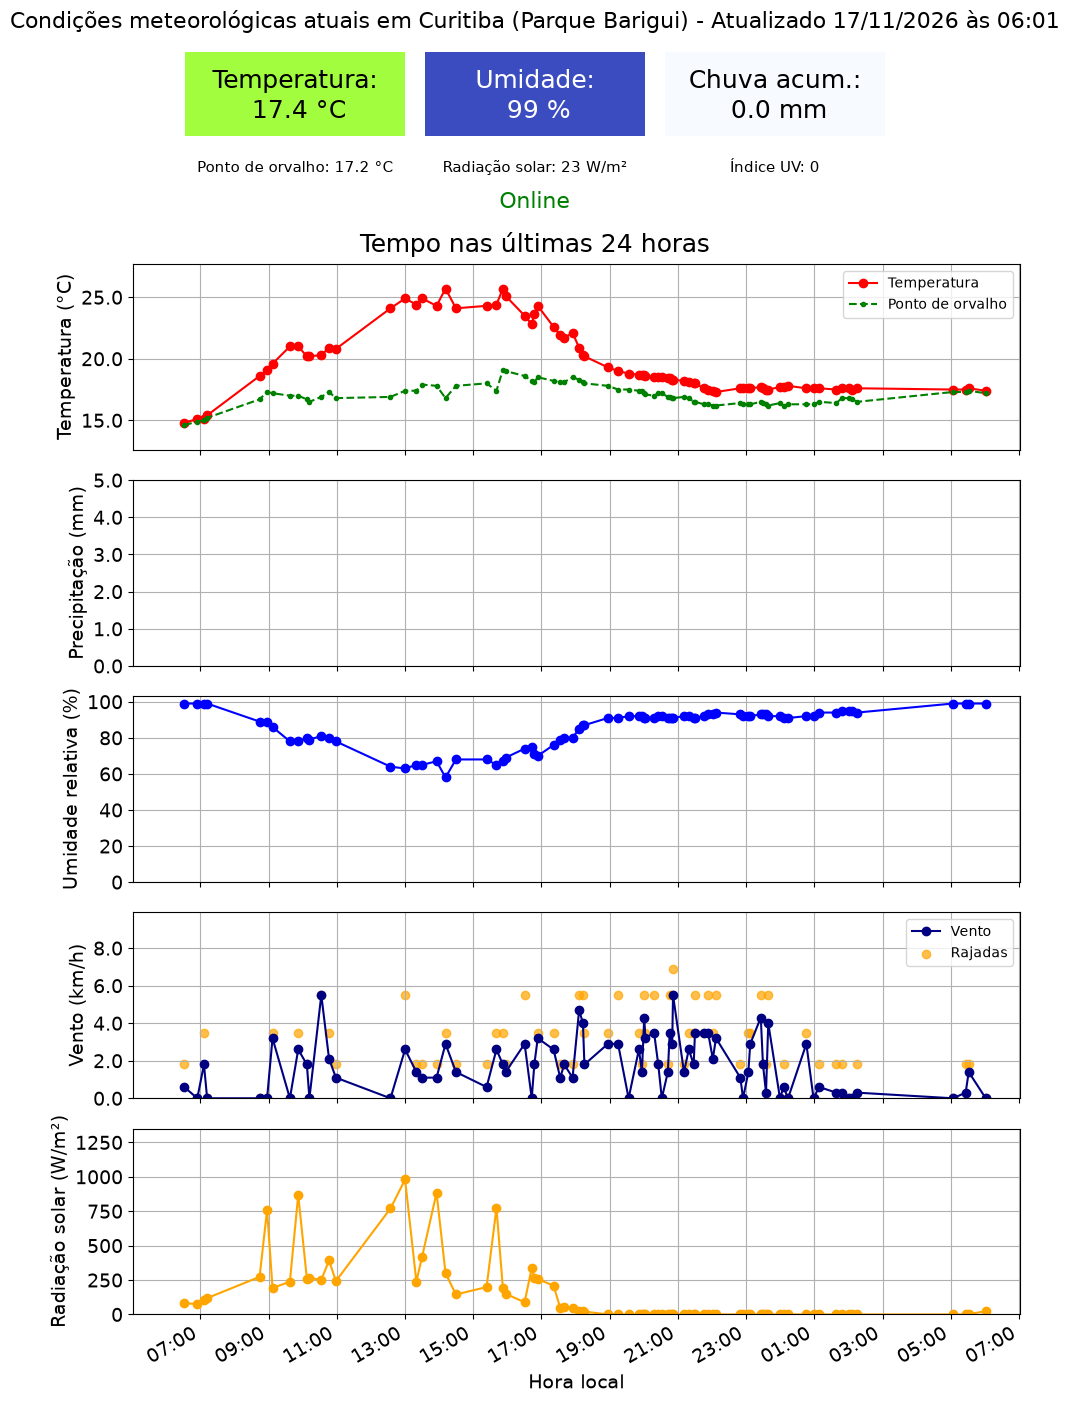 Condições meteorológicas atuais em Curitiba (Parque Barigui) - Atualizado 17/11/2026 às 06:01
Temperatura:
17.4 °C
Umidade:
99 %
Chuva acum.:
0.0 mm
Ponto de orvalho: 17.2 °C
Radiação solar: 23 W/m²
Índice UV: 0
Online
Tempo nas últimas 24 horas
Temperatura (°C)
25.0
20.0
15.0
Temperatura
Ponto de orvalho
Precipitação (mm)
5.0
4.0
3.0
2.0
1.0
0.0
Umidade relativa (%)
100
80
60
40
20
0
Vento (km/h)
8.0
6.0
4.0
2.0
0.0
Vento
Rajadas
Radiação solar (W/m²)
1250
1000
750
500
250
0
07:00
09:00
11:00
13:00
15:00
17:00
19:00
21:00
23:00
01:00
03:00
05:00
07:00
Hora local